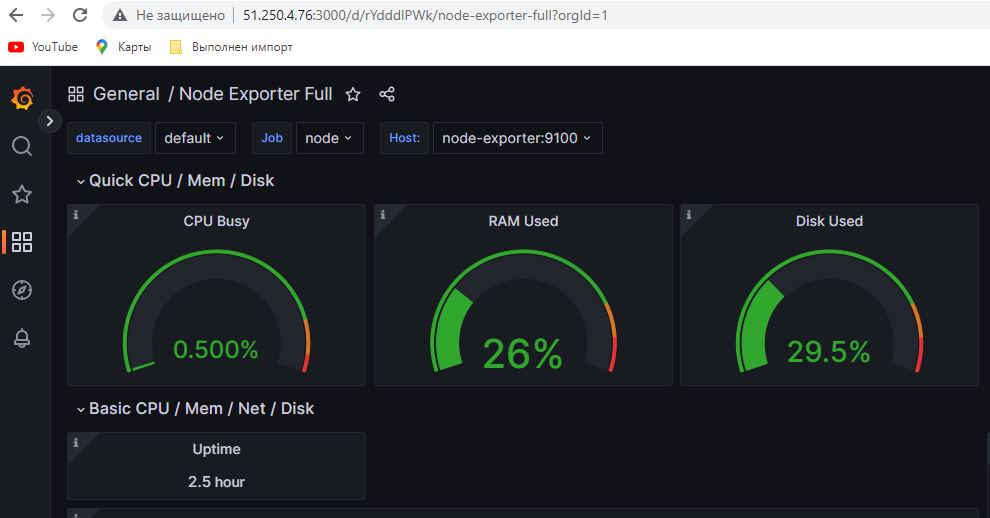 Не защищено 51.250.4.76:3000/d/rYdddlPWk/node-exporter-full?orgId=1
YouTube Карты Выполнен импорт
General / Node Exporter Full
datasource default Job node Host: node-exporter:9100
Quick CPU / Mem / Disk
CPU Busy RAM Used Disk Used
0.500% 26% 29.5%
Basic CPU / Mem / Net / Disk
Uptime
2.5 hour